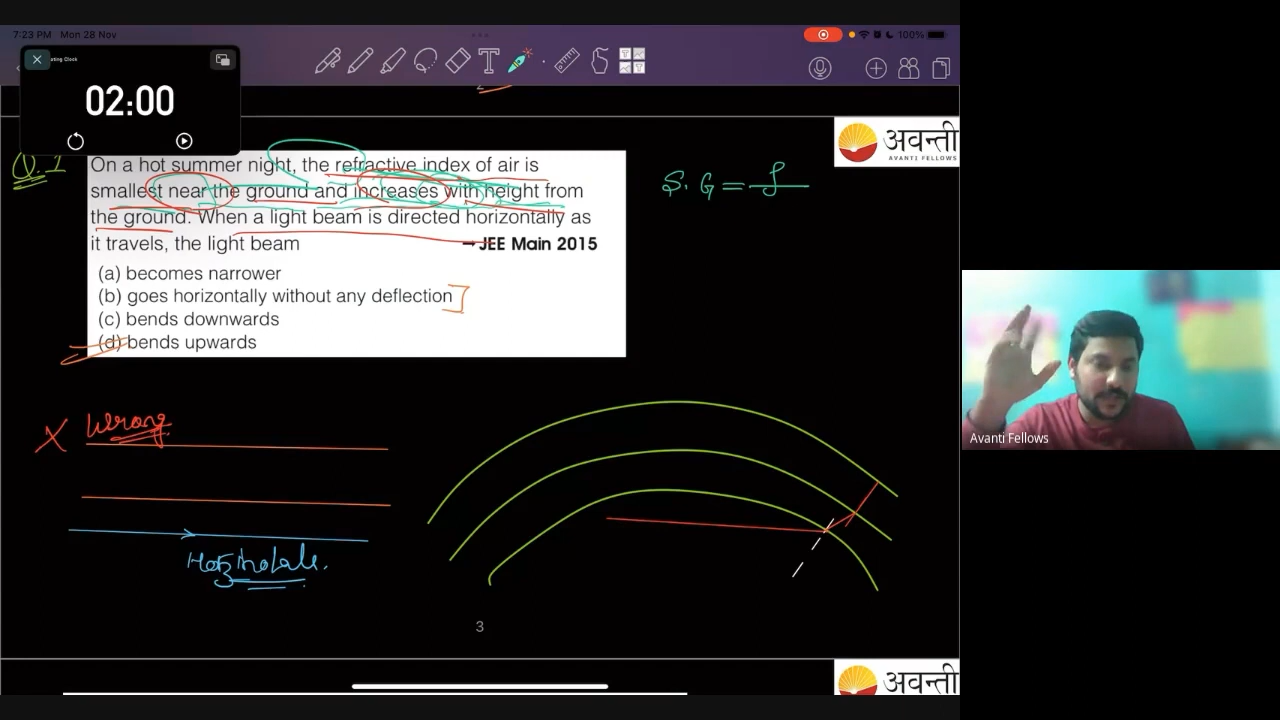 7:23 PM Mon 28 Nov
100%
ating Clock
02:00
अवन्ती
AVANTI FELLOWS
Q.1
On a hot summer night, the refractive index of air is
smallest near the ground and increases with height from
the ground. When a light beam is directed horizontally as
it travels, the light beam
→ JEE Main 2015
(a) becomes narrower
(b) goes horizontally without any deflection
(c) bends downwards
(d) bends upwards
S.G =
X Wrong
Avanti Fellows
3
अवन्ती